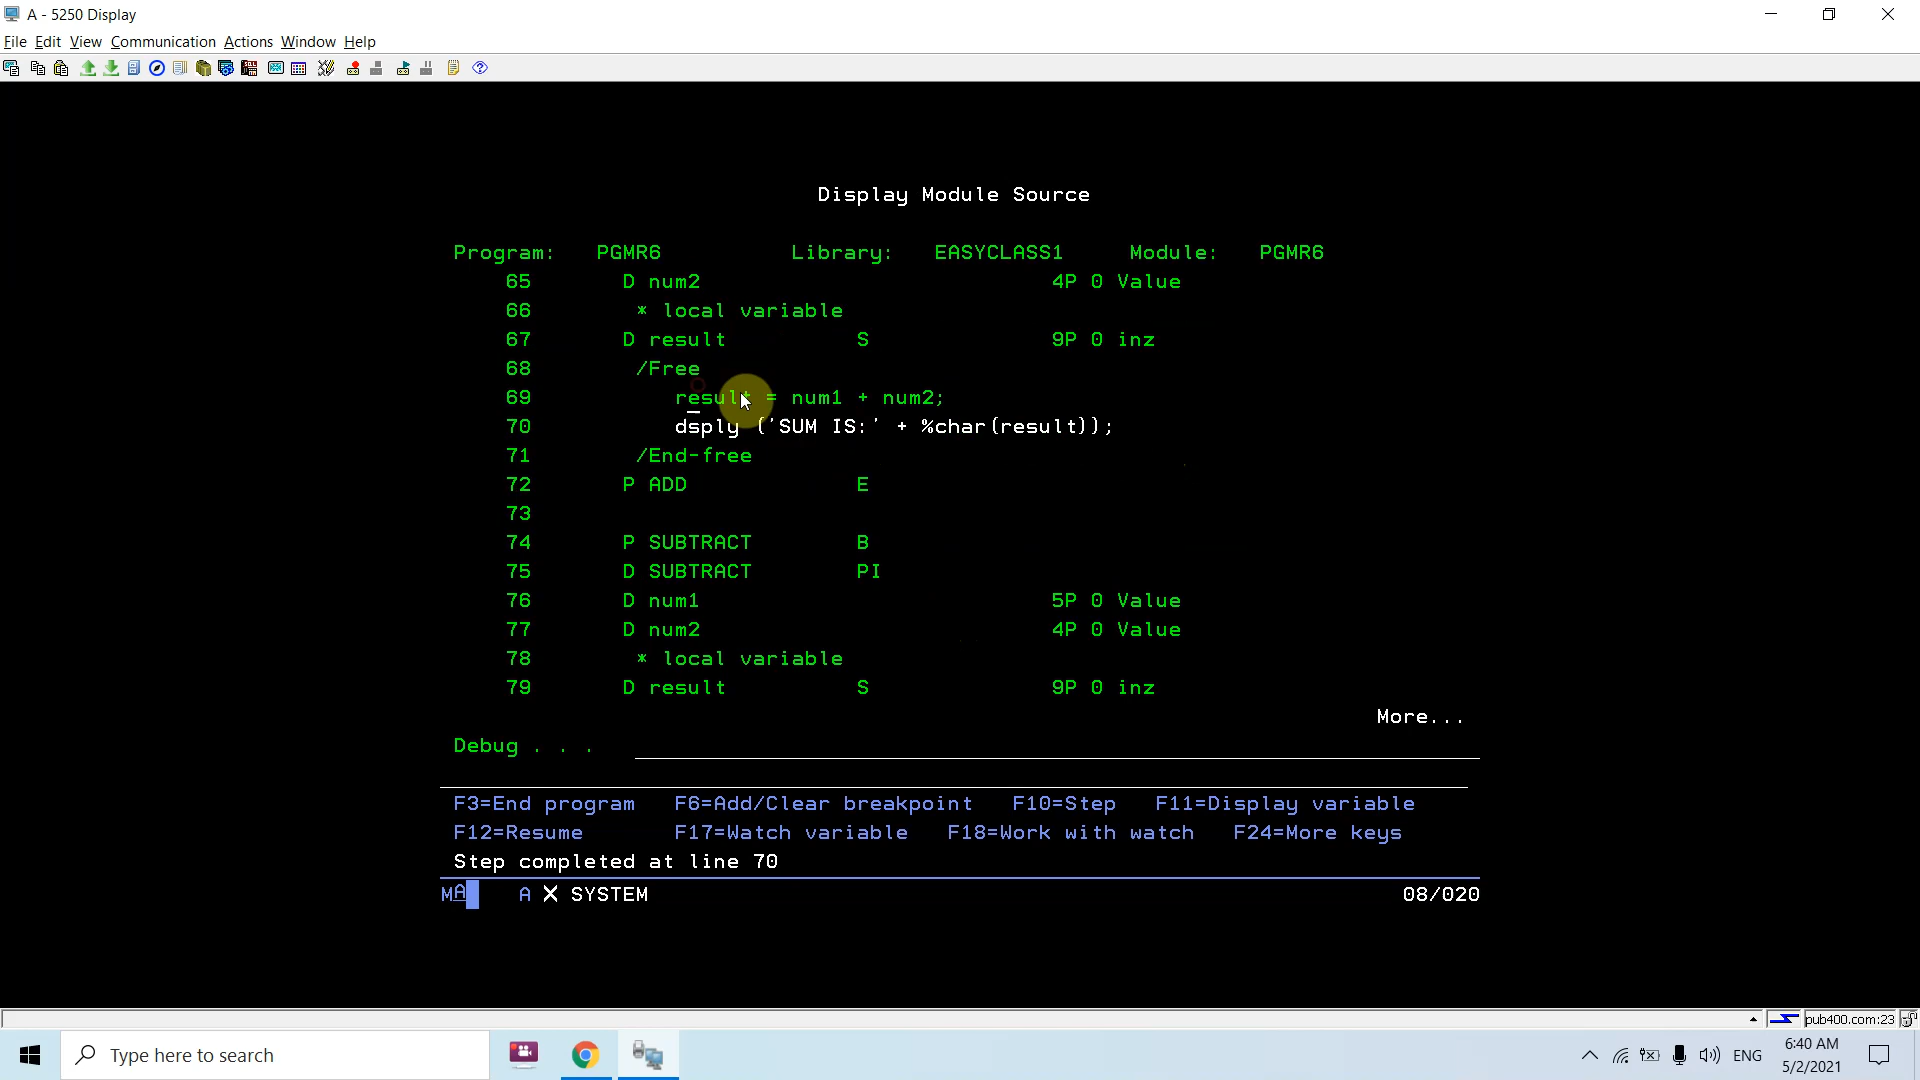 A - 5250 Display
File Edit View Communication Actions Window Help
Display Module Source
Program: PGMR6 Library: EASYCLASS1 Module: PGMR6
65 D num2 4P 0 Value
66 * local variable
67 D result S 9P 0 inz
68 /Free
69 result = num1 + num2;
70 dsply ('SUM IS:' + %char(result));
71 /End-free
72 P ADD E
73
74 P SUBTRACT B
75 D SUBTRACT PI
76 D num1 5P 0 Value
77 D num2 4P 0 Value
78 * local variable
79 D result S 9P 0 inz
More...
Debug . . .
F3=End program F6=Add/Clear breakpoint F10=Step F11=Display variable
F12=Resume F17=Watch variable F18=Work with watch F24=More keys
Step completed at line 70
MA A X SYSTEM 08/020
pub400.com:23
Type here to search
ENG
6:40 AM
5/2/2021